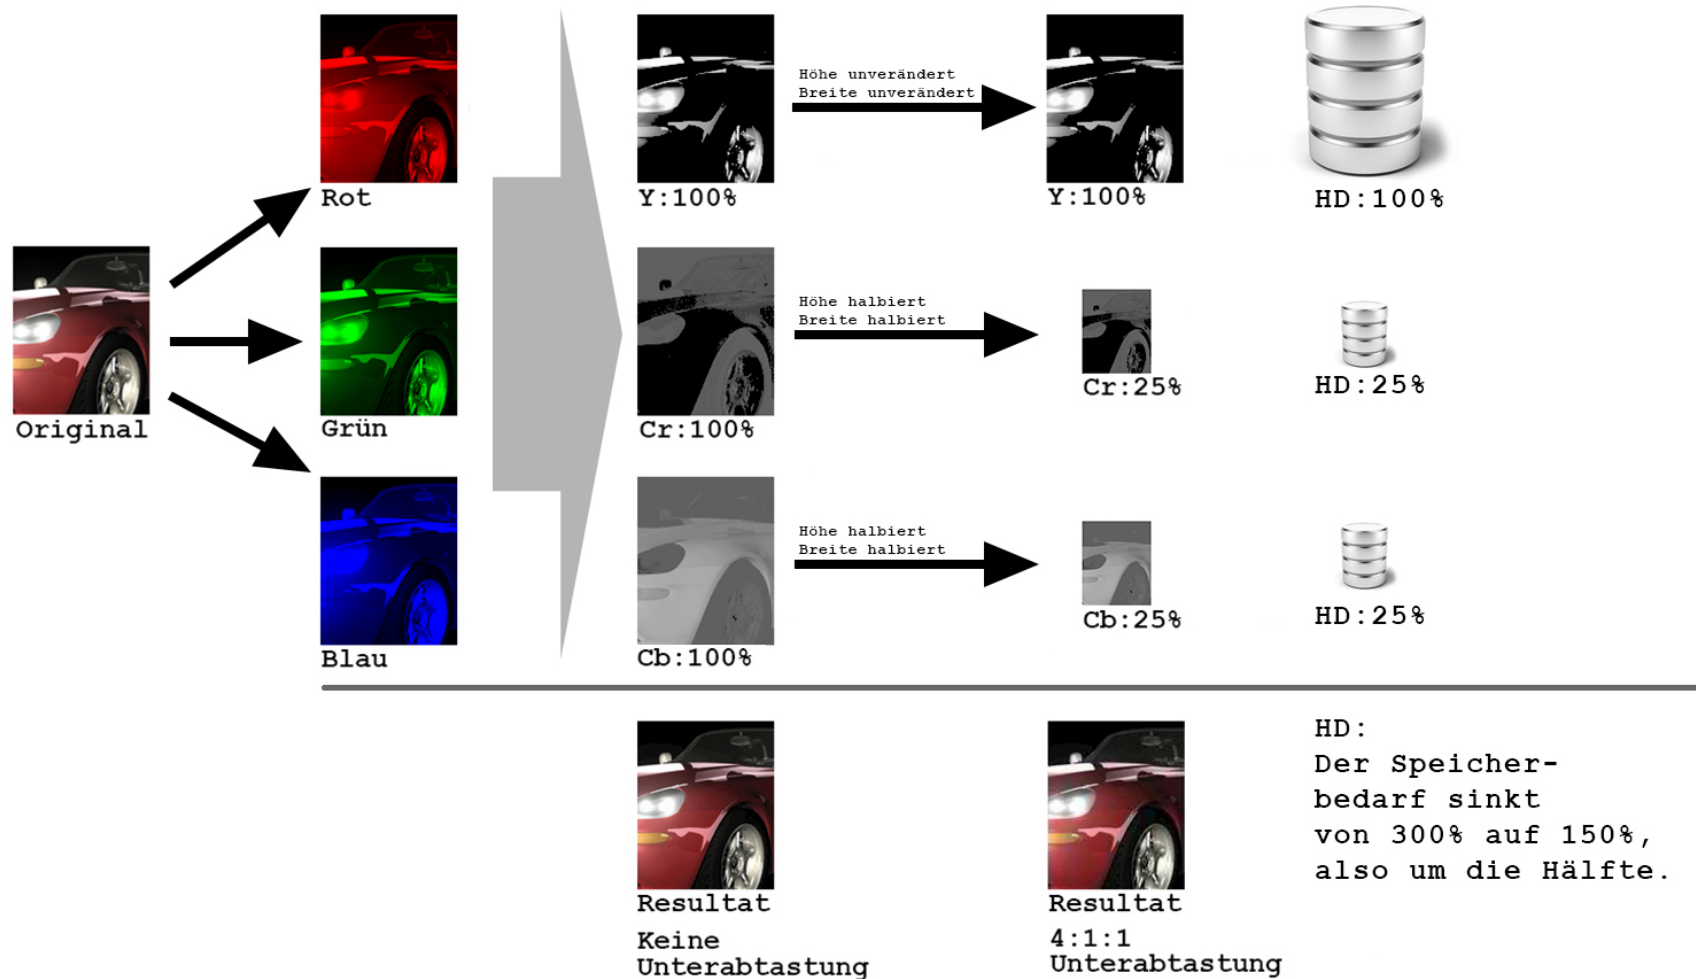 Rot
Y:100%
Höhe unverändert
Breite unverändert
Y:100%
HD:100%
Original
Grün
Cr:100%
Höhe halbiert
Breite halbiert
Cr:25%
HD:25%
Blau
Cb:100%
Höhe halbiert
Breite halbiert
Cb:25%
HD:25%
Resultat
Keine
Unterabtastung
Resultat
4:1:1
Unterabtastung
HD:
Der Speicher-
bedarf sinkt
von 300% auf 150%,
also um die Hälfte.